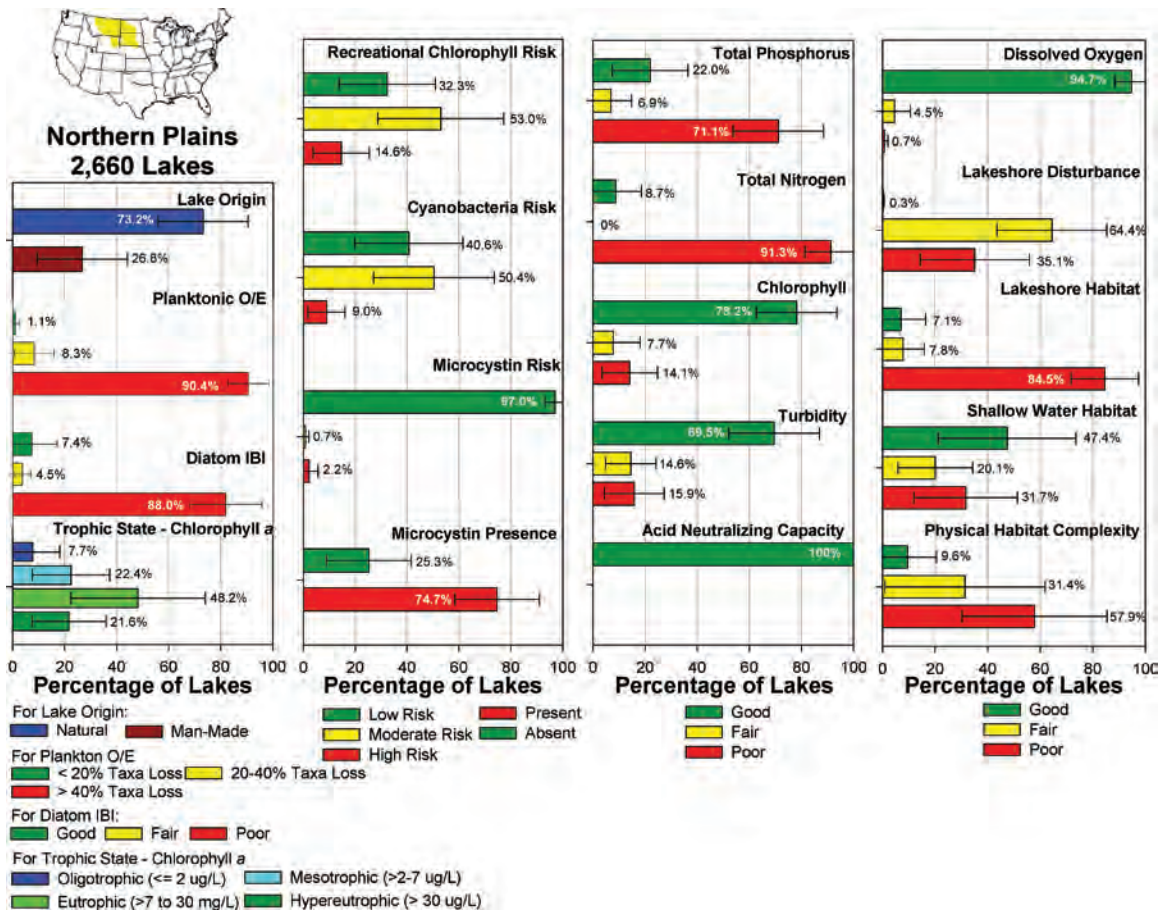 Northern Plains
2,660 Lakes
Lake Origin
73.2%
26.8%
Planktonic O/E
1.1%
8.3%
90.4%
7.4%
Diatom IBI
4.5%
88.0%
Trophic State - Chlorophyll a
7.7%
22.4%
48.2%
21.6%
0 20 40 60 80 100
Percentage of Lakes
For Lake Origin:
Natural Man-Made
For Plankton O/E
< 20% Taxa Loss 20-40% Taxa Loss
> 40% Taxa Loss
For Diatom IBI:
Good Fair Poor
For Trophic State - Chlorophyll a
Oligotrophic (<= 2 ug/L) Mesotrophic (>2-7 ug/L)
Eutrophic (>7 to 30 mg/L) Hypereutrophic (> 30 ug/L)
Recreational Chlorophyll Risk
32.3%
53.0%
14.6%
Cyanobacteria Risk
40.6%
50.4%
9.0%
Microcystin Risk
97.0%
0.7%
2.2%
Microcystin Presence
25.3%
74.7%
0 20 40 60 80 100
Percentage of Lakes
Low Risk Present
Moderate Risk Absent
High Risk
Total Phosphorus
22.0%
6.9%
71.1%
Total Nitrogen
8.7%
0%
91.3%
Chlorophyll
78.2%
7.7%
14.1%
Turbidity
69.5%
14.6%
15.9%
Acid Neutralizing Capacity
100%
0 20 40 60 80 100
Percentage of Lakes
Good
Fair
Poor
Dissolved Oxygen
94.7%
4.5%
0.7%
Lakeshore Disturbance
0.3%
64.4%
35.1%
Lakeshore Habitat
7.1%
7.8%
84.5%
Shallow Water Habitat
47.4%
20.1%
31.7%
Physical Habitat Complexity
9.6%
31.4%
57.9%
0 20 40 60 80 100
Percentage of Lakes
Good
Fair
Poor